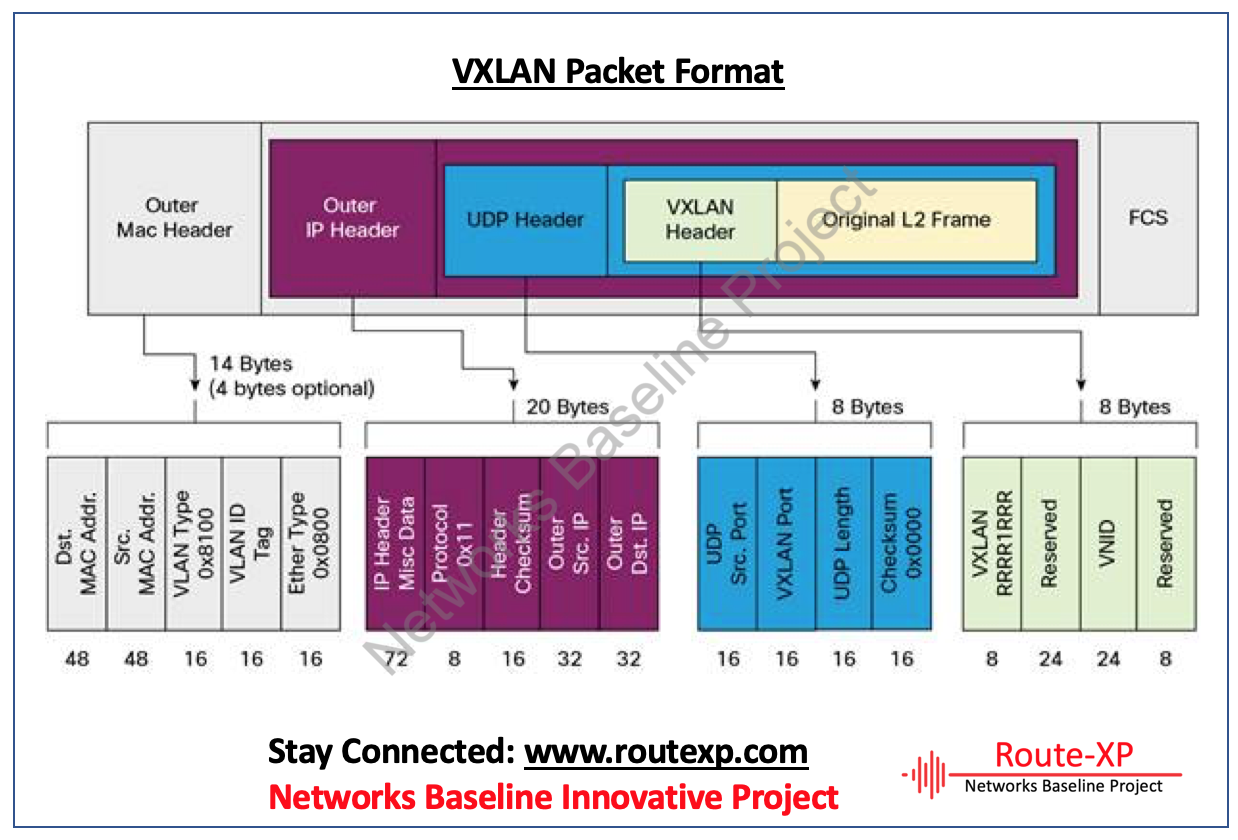 VXLAN Packet Format
Outer
Mac Header
Outer
IP Header
UDP Header
VXLAN
Header
Original L2 Frame
FCS
14 Bytes
(4 bytes optional)
20 Bytes
8 Bytes
8 Bytes
Dst.
MAC Addr.
Src.
MAC Addr.
VLAN Type
0x8100
VLAN ID
Tag
Ether Type
0x0800
IP Header
Misc Data
Protocol
0x11
Header
Checksum
Outer
Src. IP
Outer
Dst. IP
UDP
Src. Port
VXLAN Port
UDP Length
Checksum
0x0000
VXLAN
RRRR1RRR
Reserved
VNID
Reserved
48 48 16 16 16 72 8 16 32 32 16 16 16 16 8 24 24 8
Networks Baseline Project
Stay Connected: www.routexp.com
Networks Baseline Innovative Project
Route-XP
Networks Baseline Project